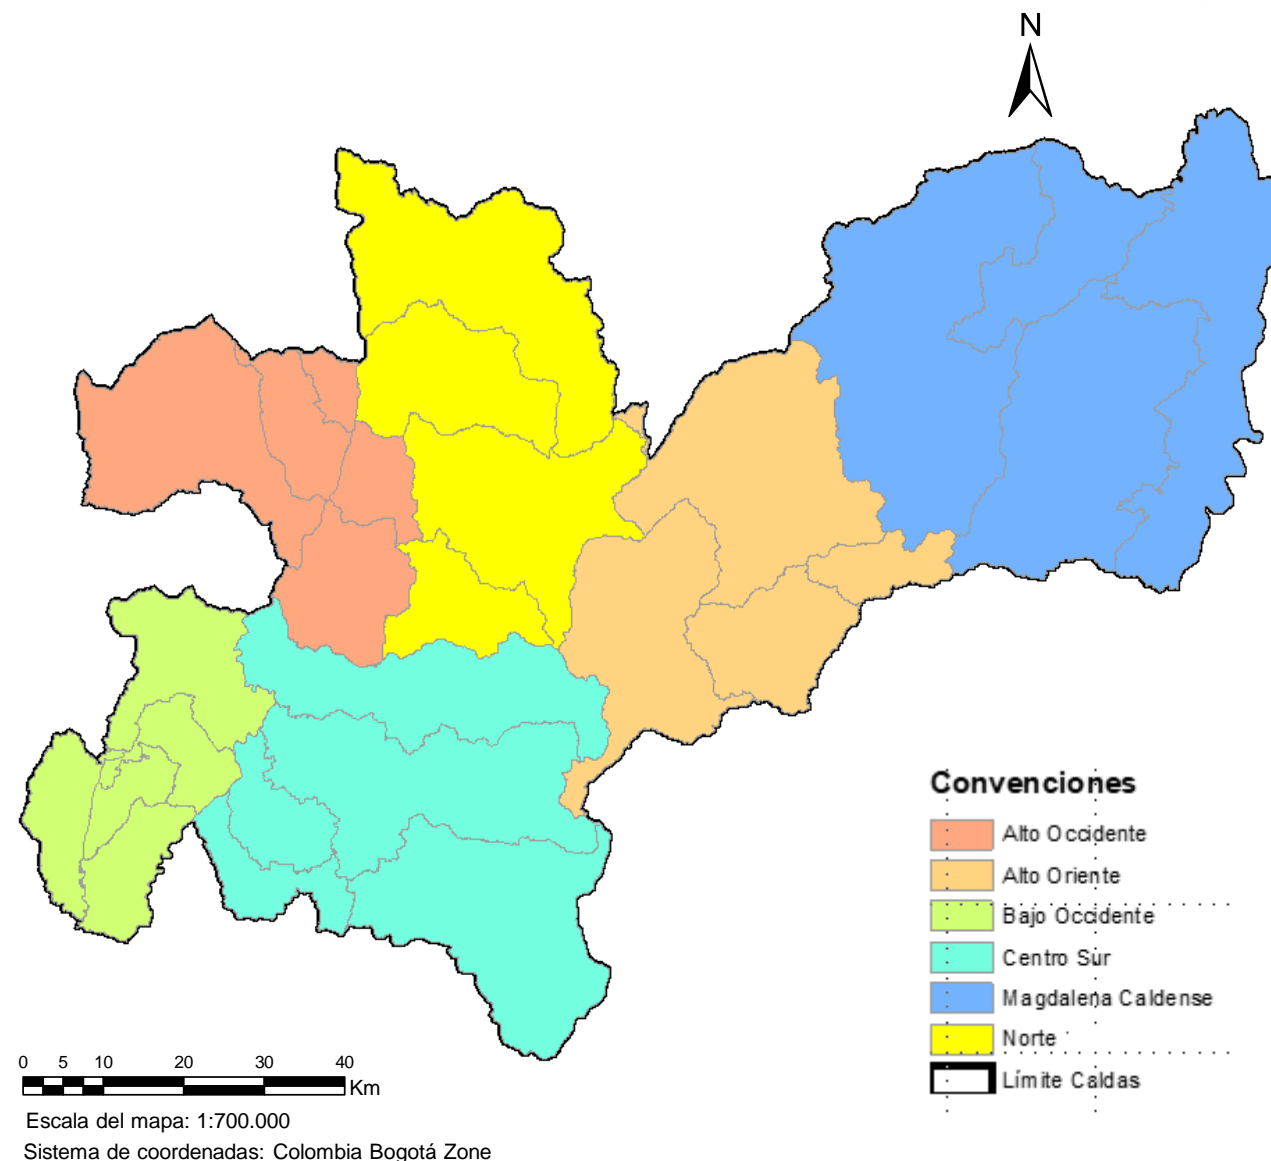 N
Convenciones
Alto Occidente
Alto Oriente
Bajo Occidente
Centro Sur
Magdalena Caldense
Norte
Límite Caldas
0 5 10 20 30 40
Km
Escala del mapa: 1:700.000
Sistema de coordenadas: Colombia Bogotá Zone